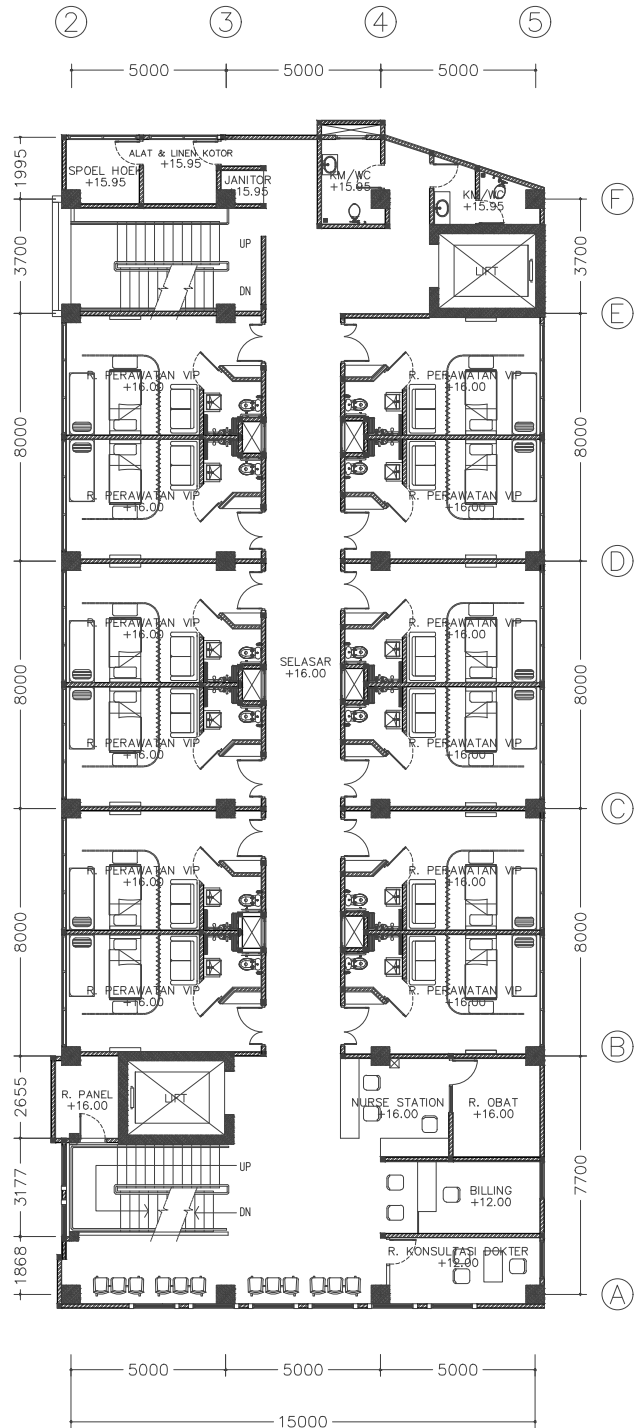 2 3 4 5
5000 5000 5000
1995
ALAT & LINEN KOTOR
+15.95
SPOEL HOEK
+15.95
JANITOR
+15.95
KM/WC
+15.95
KM/WC
+15.95
F
3700
UP
DN
LIFT
3700
E
R. PERAWATAN VIP
+16.00
R. PERAWATAN VIP
+16.00
8000
8000
R. PERAWATAN VIP
+16.00
R. PERAWATAN VIP
+16.00
D
R. PERAWATAN VIP
+16.00
R. PERAWATAN VIP
+16.00
SELASAR
+16.00
8000
8000
R. PERAWATAN VIP
+16.00
R. PERAWATAN VIP
+16.00
C
R. PERAWATAN VIP
+16.00
R. PERAWATAN VIP
+16.00
8000
8000
R. PERAWATAN VIP
+16.00
R. PERAWATAN VIP
+16.00
B
2655
R. PANEL
+16.00
LIFT
NURSE STATION
+16.00
R. OBAT
+16.00
3177
UP
DN
BILLING
+12.00
7700
1868
R. KONSULTASI DOKTER
+12.00
A
5000 5000 5000
15000